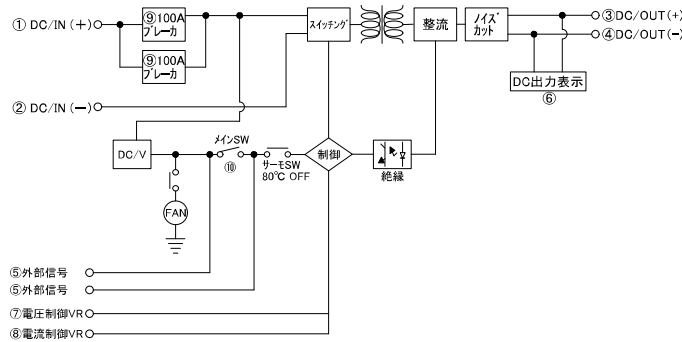 ① DC/IN(+)
⑨100A
ブレーカ
⑨100A
ブレーカ
スイッチング
整流
ノイズ
カット
③DC/OUT(+)
④DC/OUT(-)
DC出力表示
⑥
② DC/IN(-)
DC/V
メインSW
⑩
サーモSW
80℃ OFF
制御
絶縁
FAN
⑤外部信号
⑤外部信号
⑦電圧制御VR
⑧電流制御VR